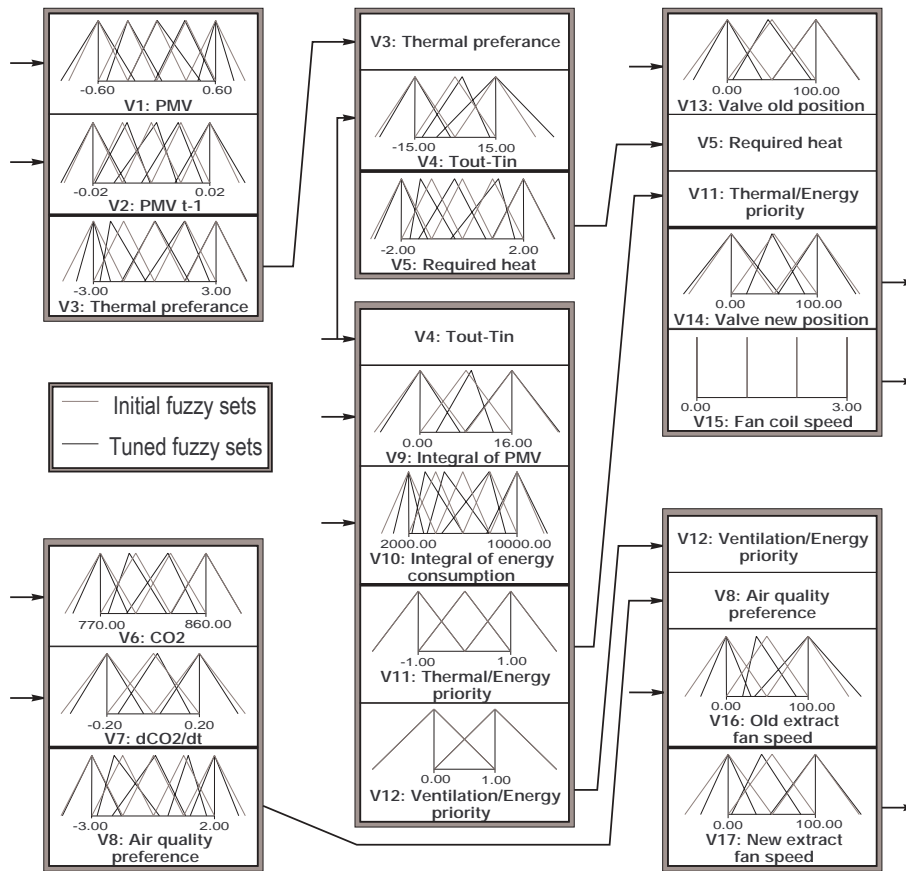 -0.60 0.60
V1: PMV
-0.02 0.02
V2: PMV t-1
-3.00 3.00
V3: Thermal preferance
Initial fuzzy sets
Tuned fuzzy sets
770.00 860.00
V6: CO2
-0.20 0.20
V7: dCO2/dt
-3.00 2.00
V8: Air quality
preference
V3: Thermal preferance
-15.00 15.00
V4: Tout-Tin
-2.00 2.00
V5: Required heat
V4: Tout-Tin
0.00 16.00
V9: Integral of PMV
2000.00 10000.00
V10: Integral of energy
consumption
-1.00 1.00
V11: Thermal/Energy
priority
0.00 1.00
V12: Ventilation/Energy
priority
0.00 100.00
V13: Valve old position
V5: Required heat
V11: Thermal/Energy
priority
0.00 100.00
V14: Valve new position
0.00 3.00
V15: Fan coil speed
V12: Ventilation/Energy
priority
V8: Air quality
preference
0.00 100.00
V16: Old extract
fan speed
0.00 100.00
V17: New extract
fan speed